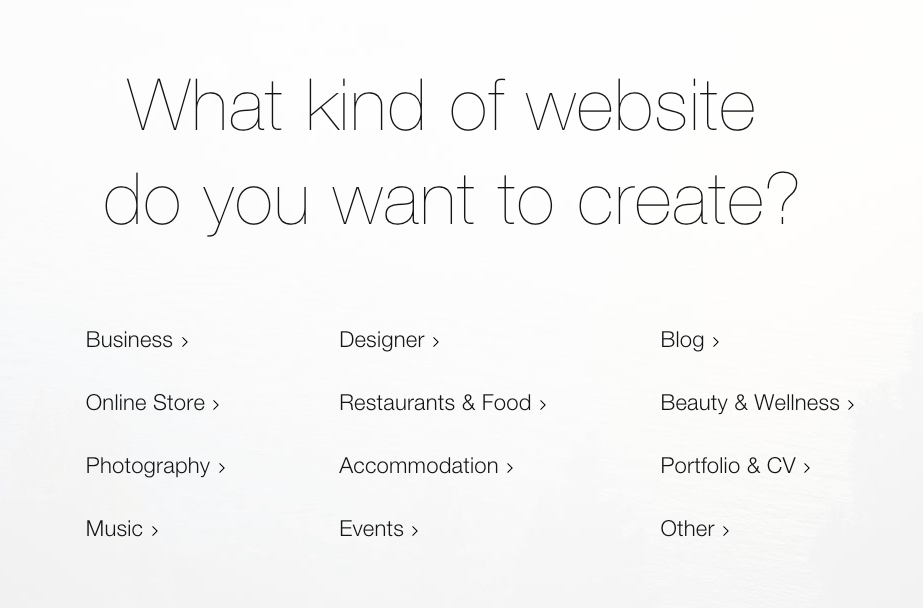 What kind of website
do you want to create?
Business ›
Designer ›
Blog ›
Online Store ›
Restaurants & Food ›
Beauty & Wellness ›
Photography ›
Accommodation ›
Portfolio & CV ›
Music ›
Events ›
Other ›